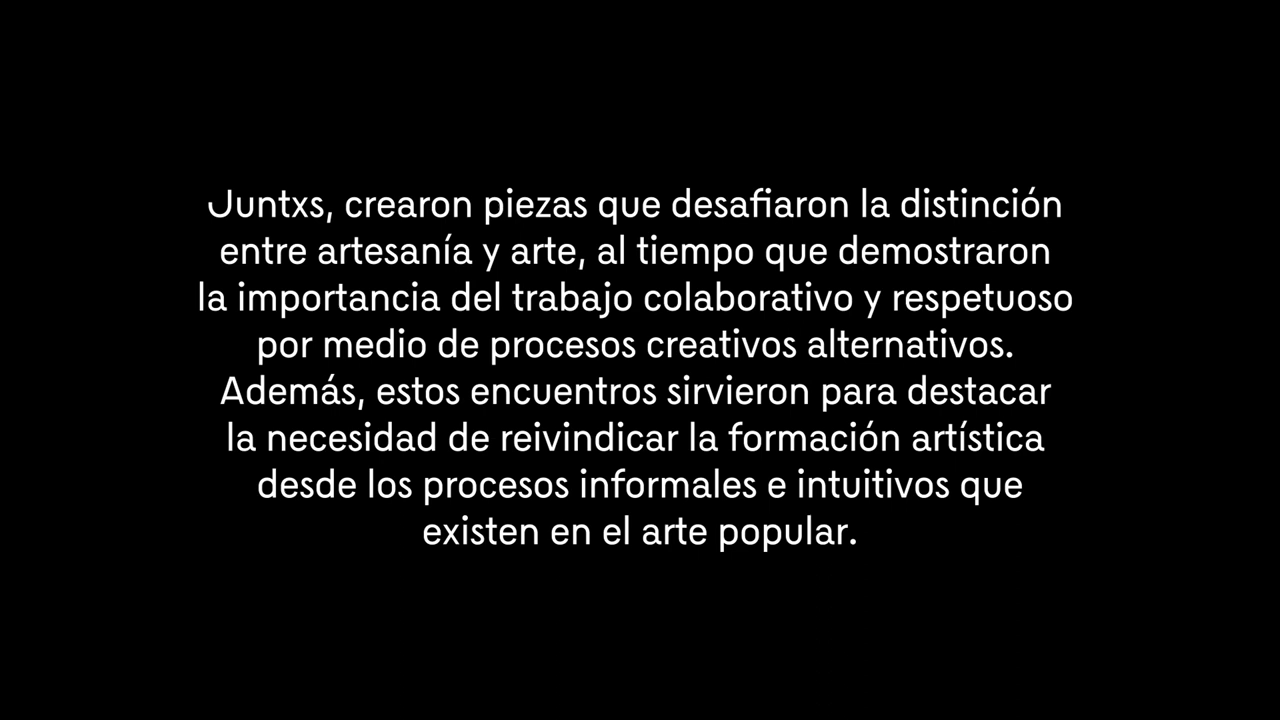 Juntxs, crearon piezas que desafiaron la distinción
entre artesanía y arte, al tiempo que demostraron
la importancia del trabajo colaborativo y respetuoso
por medio de procesos creativos alternativos.
Además, estos encuentros sirvieron para destacar
la necesidad de reivindicar la formación artística
desde los procesos informales e intuitivos que
existen en el arte popular.